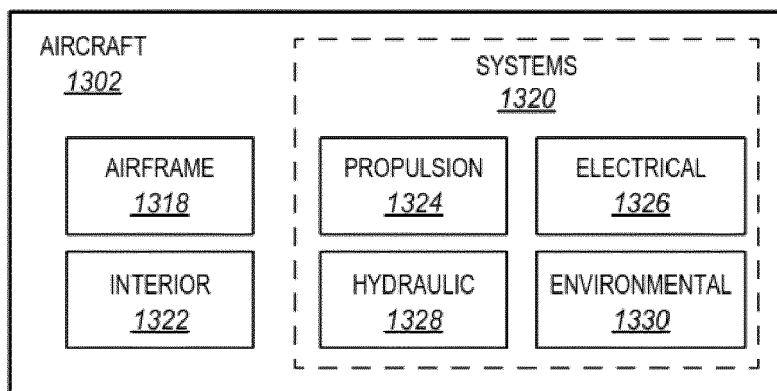 AIRCRAFT
1302
SYSTEMS
1320
AIRFRAME
1318
PROPULSION
1324
ELECTRICAL
1326
INTERIOR
1322
HYDRAULIC
1328
ENVIRONMENTAL
1330